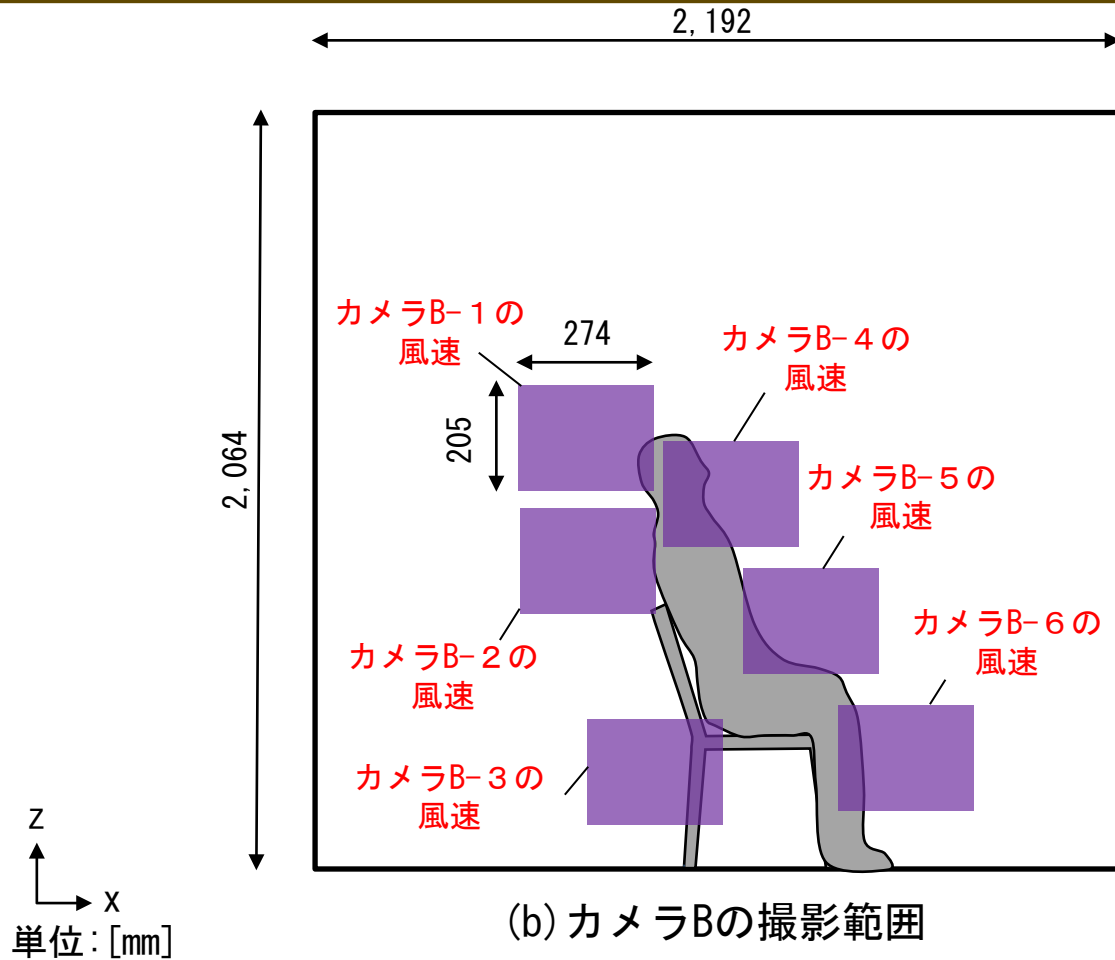 2,192
カメラB-1の
風速
274
カメラB-4の
風速
205
2,064
カメラB-5の
風速
カメラB-6の
風速
カメラB-2の
風速
カメラB-3の
風速
Z
X
単位:[mm]
(b)カメラBの撮影範囲